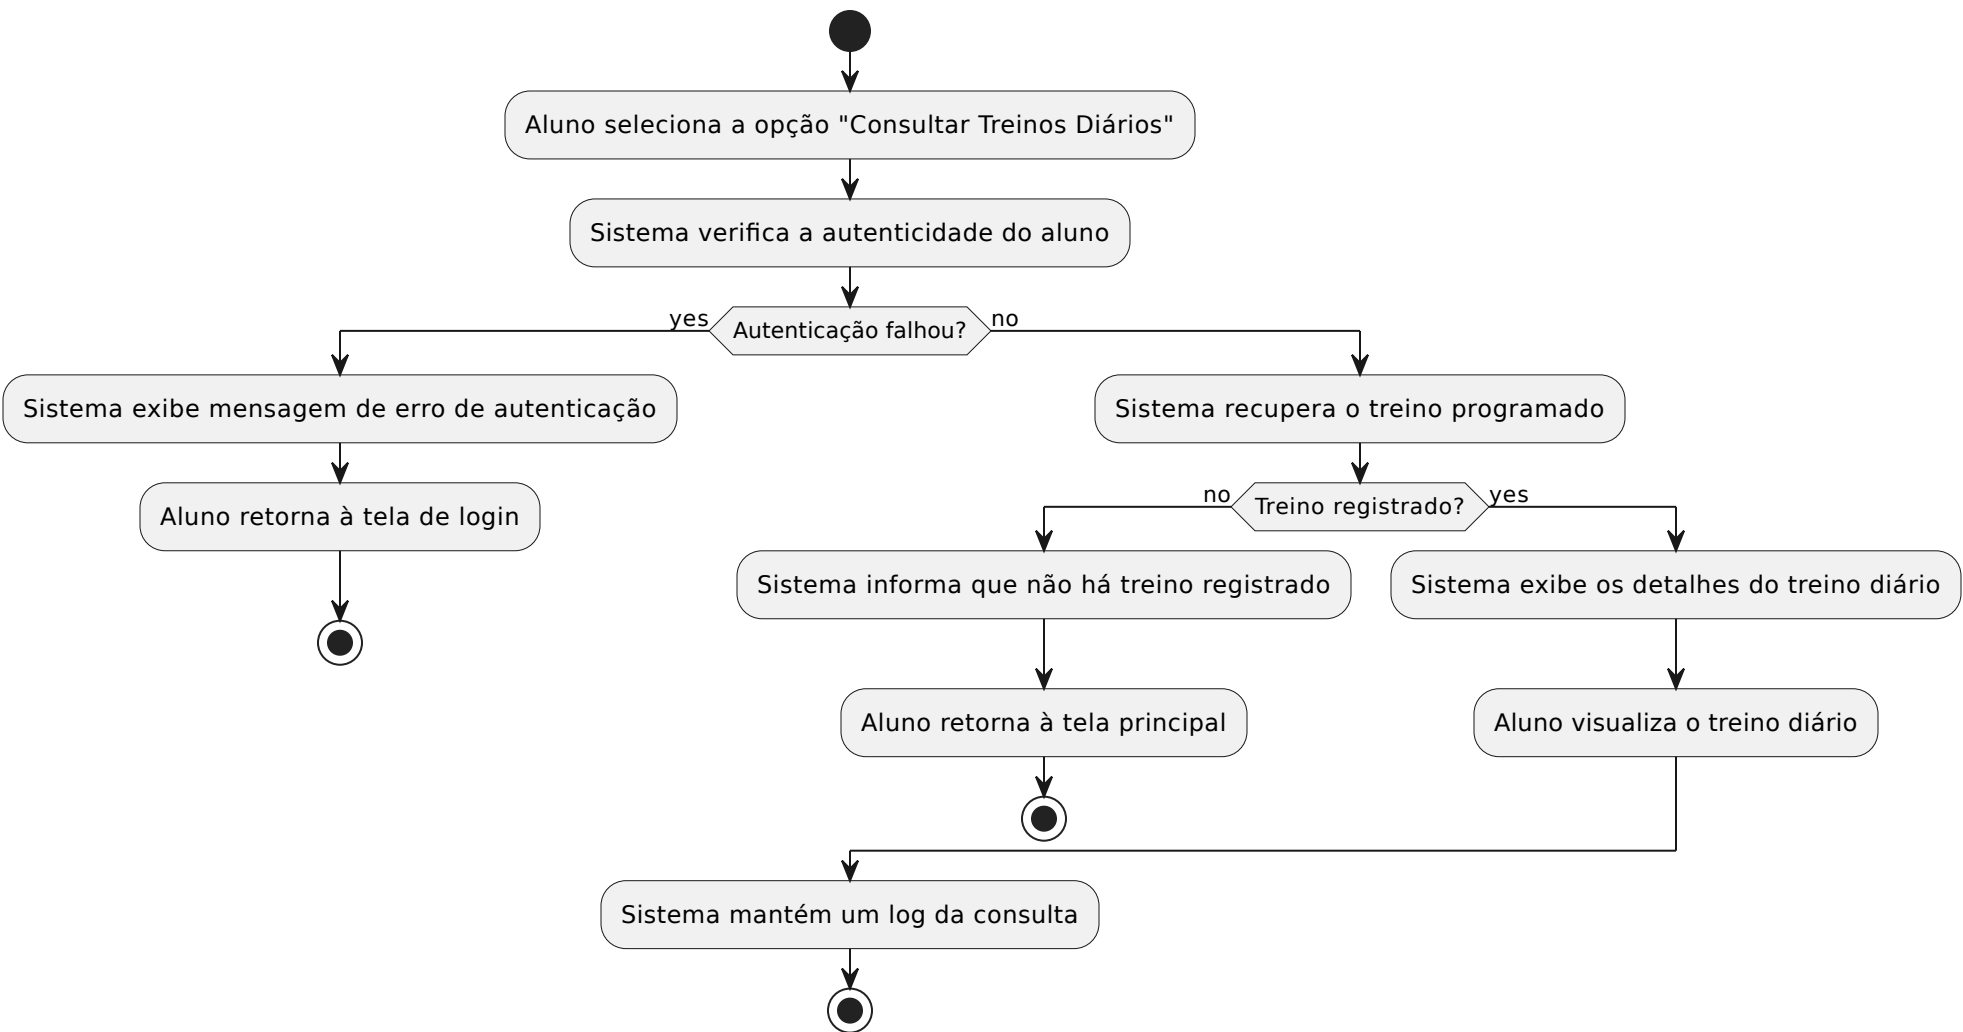 Aluno seleciona a opção "Consultar Treinos Diários"
Sistema verifica a autenticidade do aluno
yes
Autenticação falhou?
no
Sistema exibe mensagem de erro de autenticação
Sistema recupera o treino programado
Aluno retorna à tela de login
no
Treino registrado?
yes
Sistema informa que não há treino registrado
Sistema exibe os detalhes do treino diário
Aluno retorna à tela principal
Aluno visualiza o treino diário
Sistema mantém um log da consulta